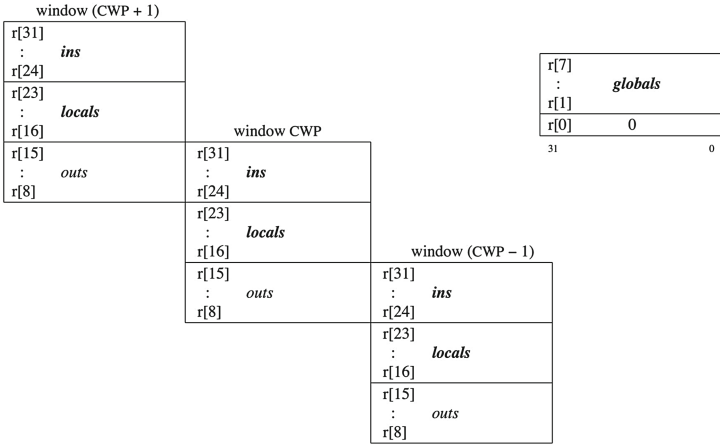 window (CWP + 1)
r[31]
: ins
r[24]
r[23]
: locals
r[16]
r[15]
: outs
r[8]
window CWP
r[31]
: ins
r[24]
r[23]
: locals
r[16]
r[15]
: outs
r[8]
window (CWP − 1)
r[31]
: ins
r[24]
r[23]
: locals
r[16]
r[15]
: outs
r[8]
r[7]
: globals
r[1]
r[0] 0
31 0